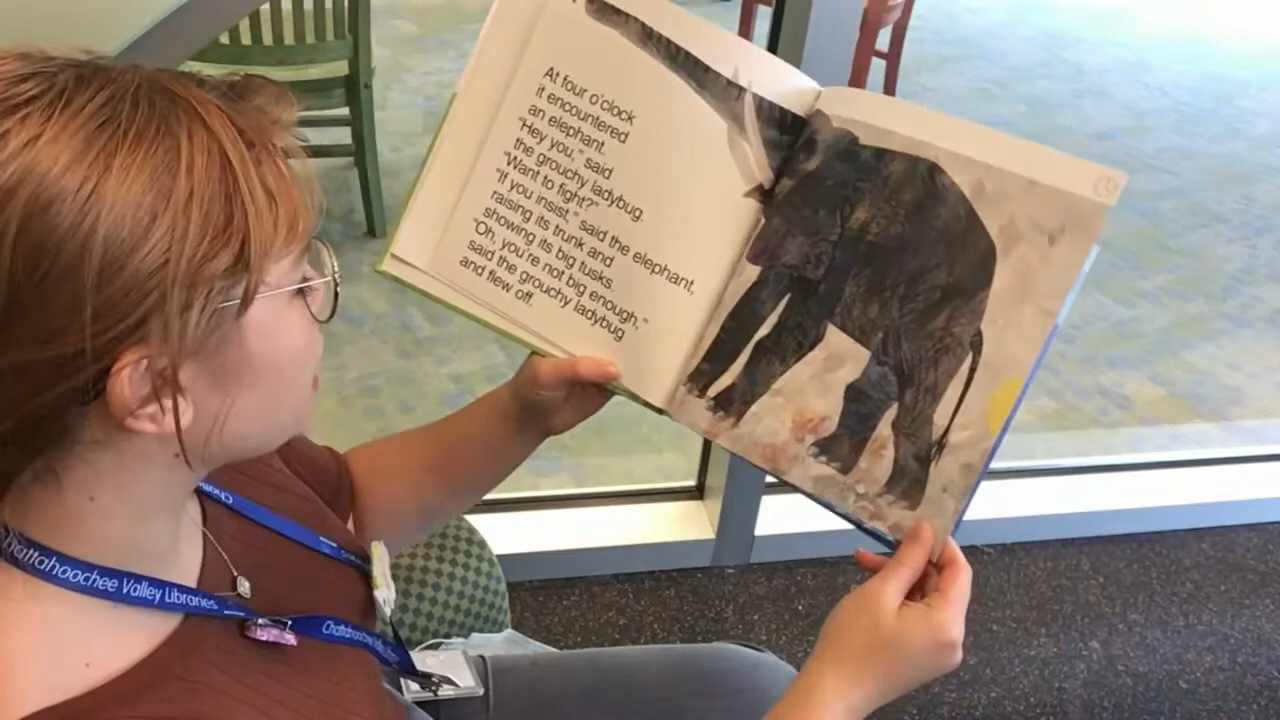 At four o'clock
it encountered
an elephant.
"Hey you," said
the grouchy ladybug.
"Want to fight?"
"If you insist," said the elephant,
raising its trunk and
showing its big tusks.
"Oh, you're not big enough,"
said the grouchy ladybug
and flew off.
Chattahoochee Valley Libraries
Chattahoochee Valley